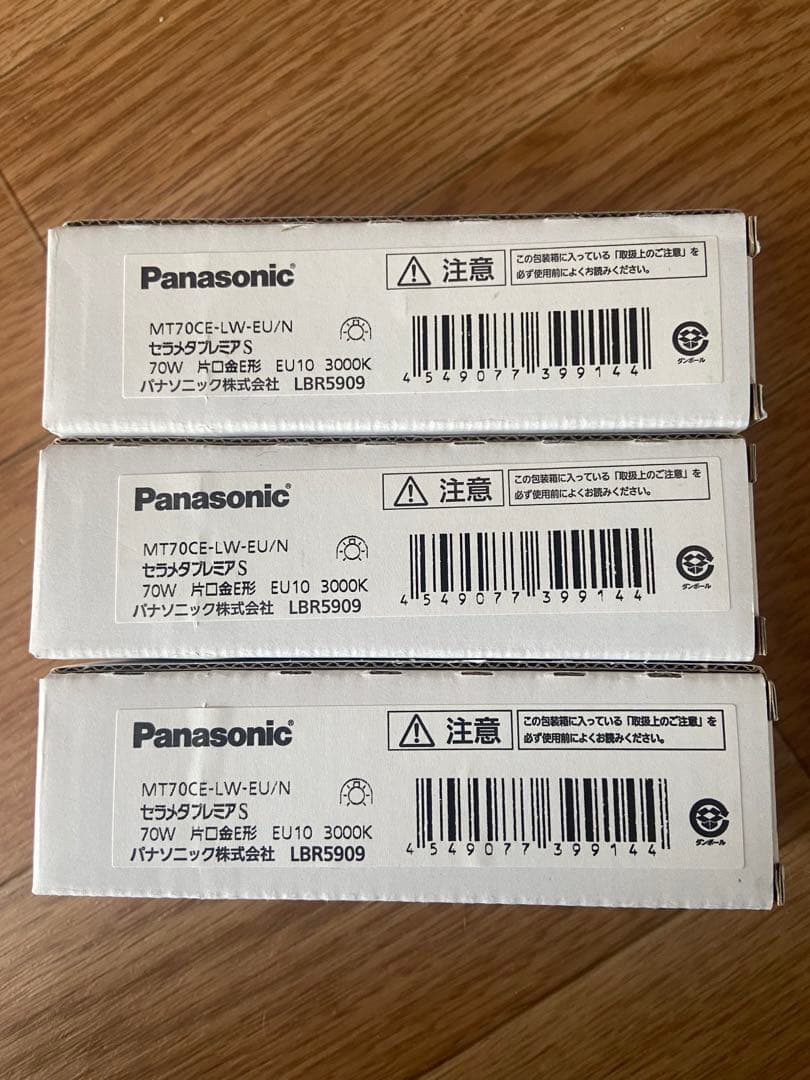 Panasonic®
注意
この包装箱に入っている「取扱上のご注意」を
必ず使用前によくお読みください。
MT70CE-LW-EU/N
セラメタプレミアS
70W 片口金E形 EU10 3000K
パナソニック株式会社 LBR5909
4549077399144
ダンボール
Panasonic®
注意
この包装箱に入っている「取扱上のご注意」を
必ず使用前によくお読みください。
MT70CE-LW-EU/N
セラメタプレミアS
70W 片口金E形 EU10 3000K
パナソニック株式会社 LBR5909
4549077399144
ダンボール
Panasonic®
注意
この包装箱に入っている「取扱上のご注意」を
必ず使用前によくお読みください。
MT70CE-LW-EU/N
セラメタプレミアS
70W 片口金E形 EU10 3000K
パナソニック株式会社 LBR5909
4549077399144
ダンボール